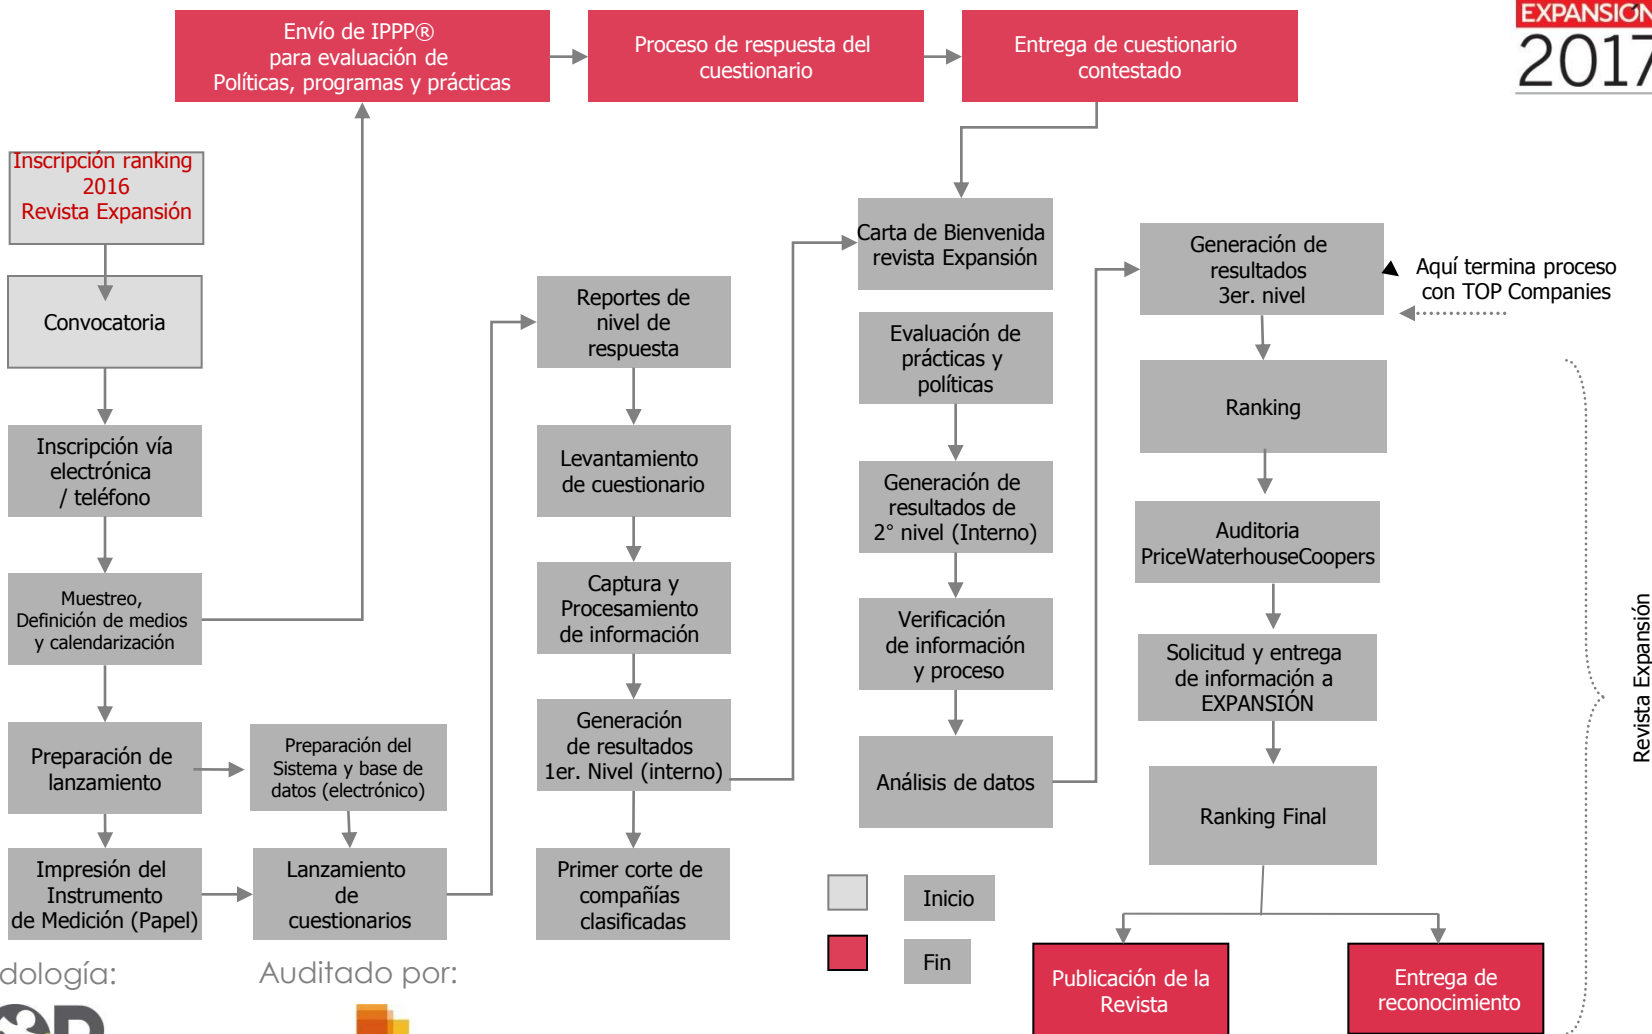 EXPANSIÓN
2017
Envío de IPPP®
para evaluación de
Políticas, programas y prácticas
Proceso de respuesta del
cuestionario
Entrega de cuestionario
contestado
Inscripción ranking
2016
Revista Expansión
Convocatoria
Inscripción vía
electrónica
/ teléfono
Muestreo,
Definición de medios
y calendarización
Preparación de
lanzamiento
Impresión del
Instrumento
de Medición (Papel)
Preparación del
Sistema y base de
datos (electrónico)
Lanzamiento
de
cuestionarios
Reportes de
nivel de
respuesta
Levantamiento
de cuestionario
Captura y
Procesamiento
de información
Generación
de resultados
1er. Nivel (interno)
Primer corte de
compañías
clasificadas
Carta de Bienvenida
revista Expansión
Evaluación de
prácticas y
políticas
Generación de
resultados de
2° nivel (Interno)
Verificación
de información
y proceso
Análisis de datos
Generación de
resultados
3er. nivel
Aquí termina proceso
con TOP Companies
Ranking
Auditoria
PriceWaterhouseCoopers
Solicitud y entrega
de información a
EXPANSIÓN
Ranking Final
Publicación de la
Revista
Entrega de
reconocimiento
Revista Expansión
Inicio
Fin
dología:
Auditado por: